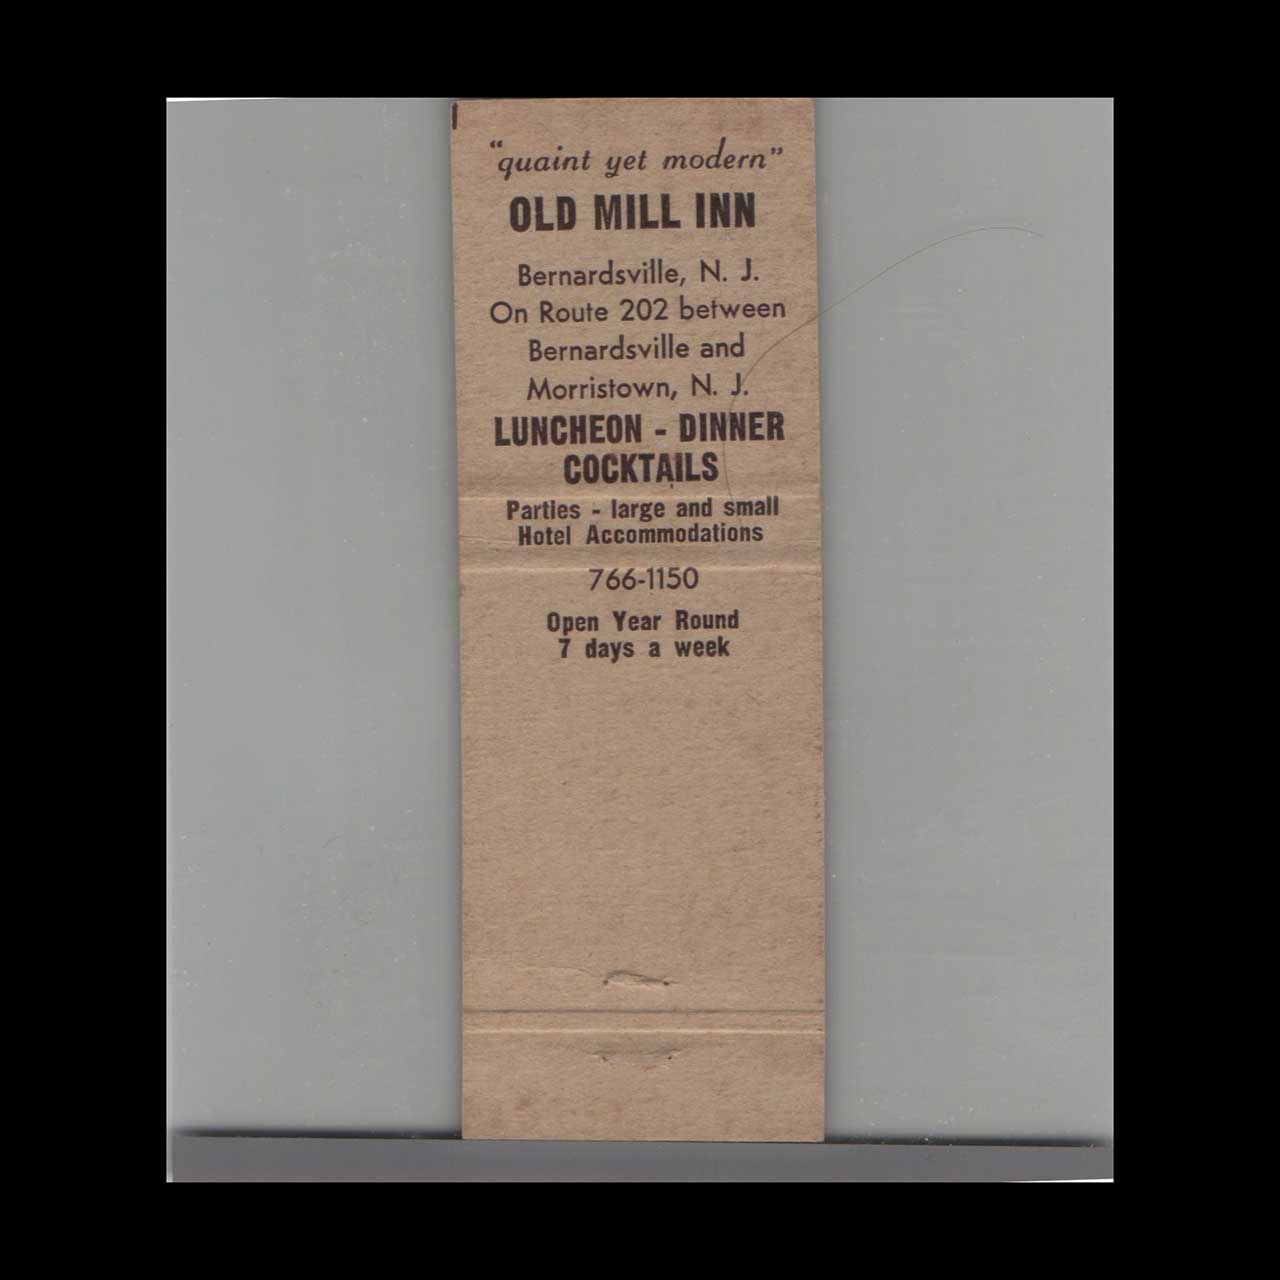 "quaint yet modern"
OLD MILL INN
Bernardsville, N. J.
On Route 202 between
Bernardsville and
Morristown, N. J.
LUNCHEON - DINNER
COCKTAILS
Parties - large and small
Hotel Accommodations
766-1150
Open Year Round
7 days a week